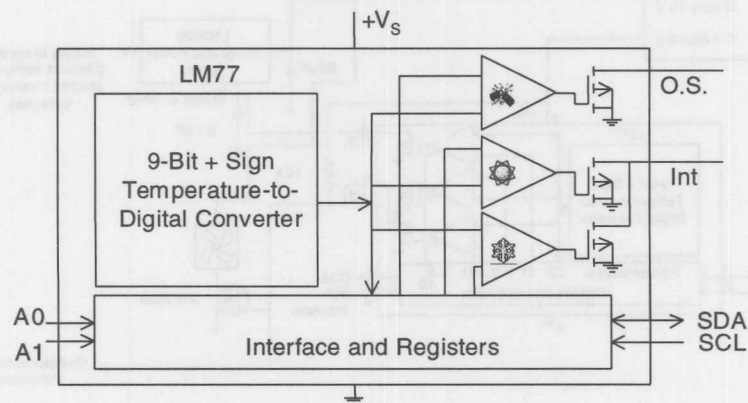 +VS
LM77
O.S.
9-Bit + Sign
Temperature-to-
Digital Converter
Int
A0
A1
Interface and Registers
SDA
SCL